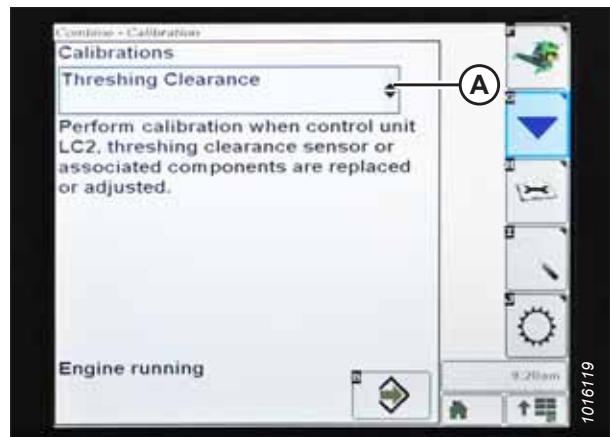 Combine - Calibration
Calibrations
Threshing Clearance
A
Perform calibration when control unit
LC2, threshing clearance sensor or
associated components are replaced
or adjusted.
Engine running
9:20am
1016119